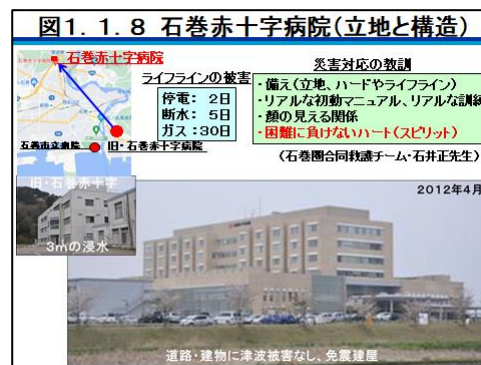 図1．1．8 石巻赤十字病院(立地と構造)
石巻赤十字病院
ライフラインの被害
停電： 2日
断水： 5日
ガス：30日
石巻市立病院
旧・石巻赤十字病院
災害対応の教訓
・備え(立地、ハードやライフライン)
・リアルな初動マニュアル、リアルな訓練
・顔の見える関係
・困難に負けないハート(スピリット)
(石巻圏合同救護チーム・石井正先生)
旧・石巻赤十字
3mの浸水
2012年4月
道路・建物に津波被害なし、免震建屋